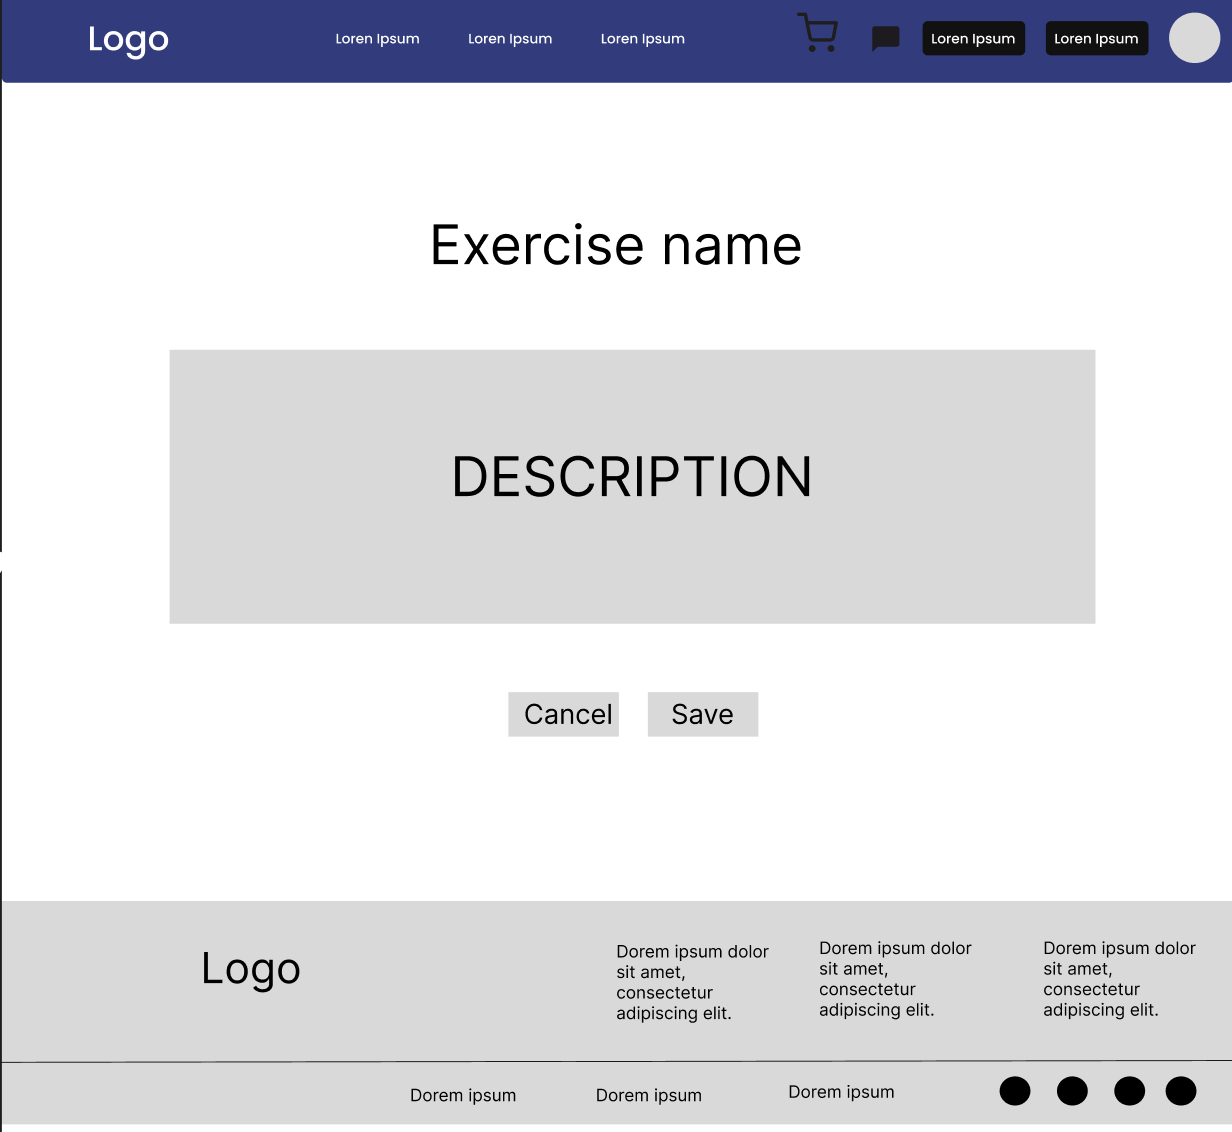 Logo
Loren Ipsum
Loren Ipsum
Loren Ipsum
Loren Ipsum
Loren Ipsum
Exercise name
DESCRIPTION
Cancel
Save
Logo
Dorem ipsum dolor
sit amet,
consectetur
adipiscing elit.
Dorem ipsum dolor
sit amet,
consectetur
adipiscing elit.
Dorem ipsum dolor
sit amet,
consectetur
adipiscing elit.
Dorem ipsum
Dorem ipsum
Dorem ipsum